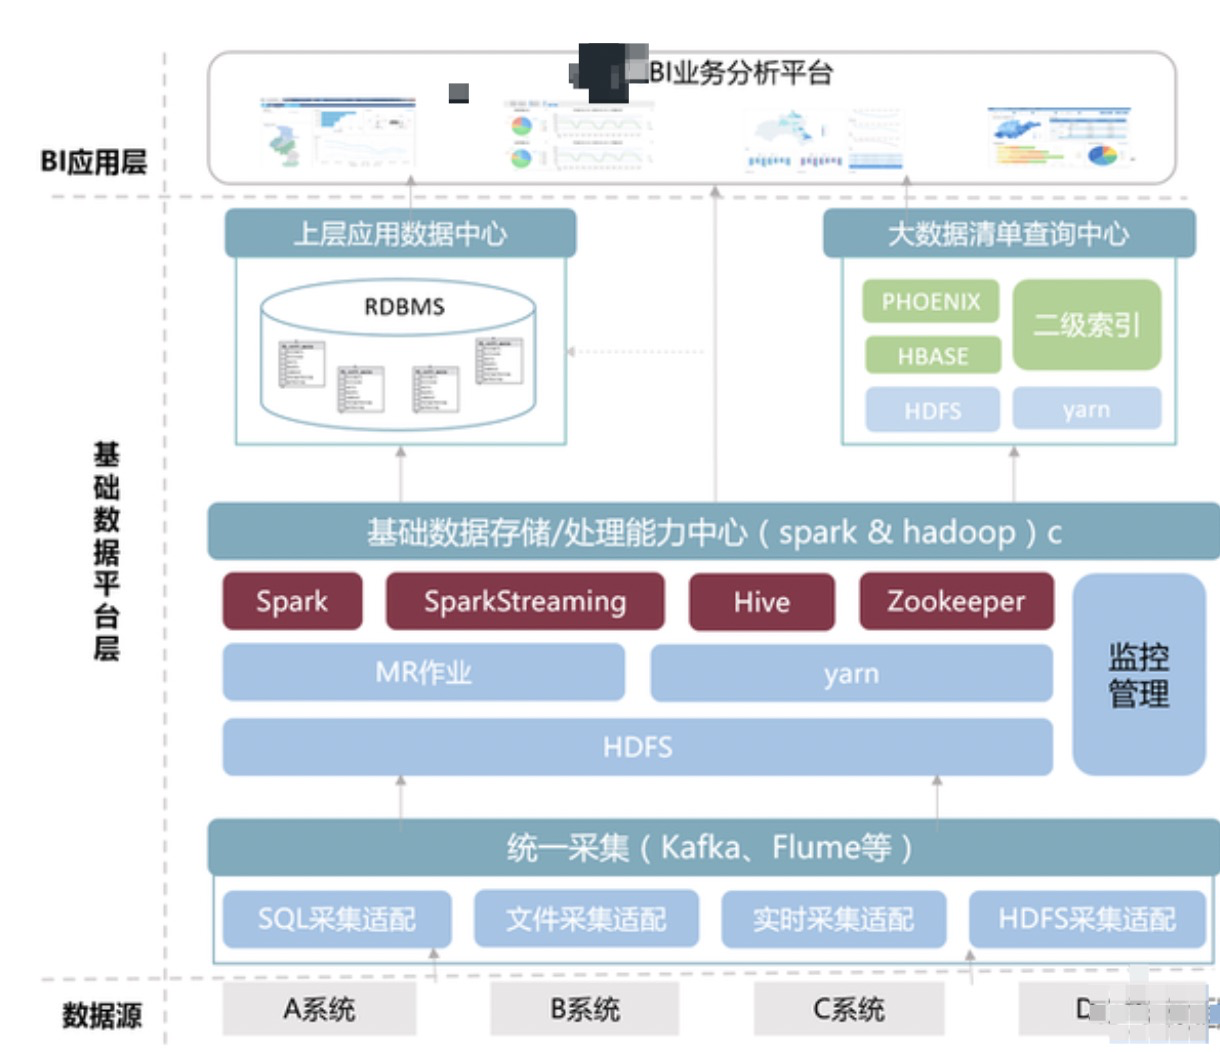 BI业务分析平台
BI应用层
上层应用数据中心
大数据清单查询中心
RDBMS
PHOENIX
二级索引
HBASE
HDFS
yarn
基础数据平台层
基础数据存储/处理能力中心（spark & hadoop）c
Spark
SparkStreaming
Hive
Zookeeper
监控
管理
MR作业
yarn
HDFS
统一采集（Kafka、Flume等）
SQL采集适配
文件采集适配
实时采集适配
HDFS采集适配
数据源
A系统
B系统
C系统
D